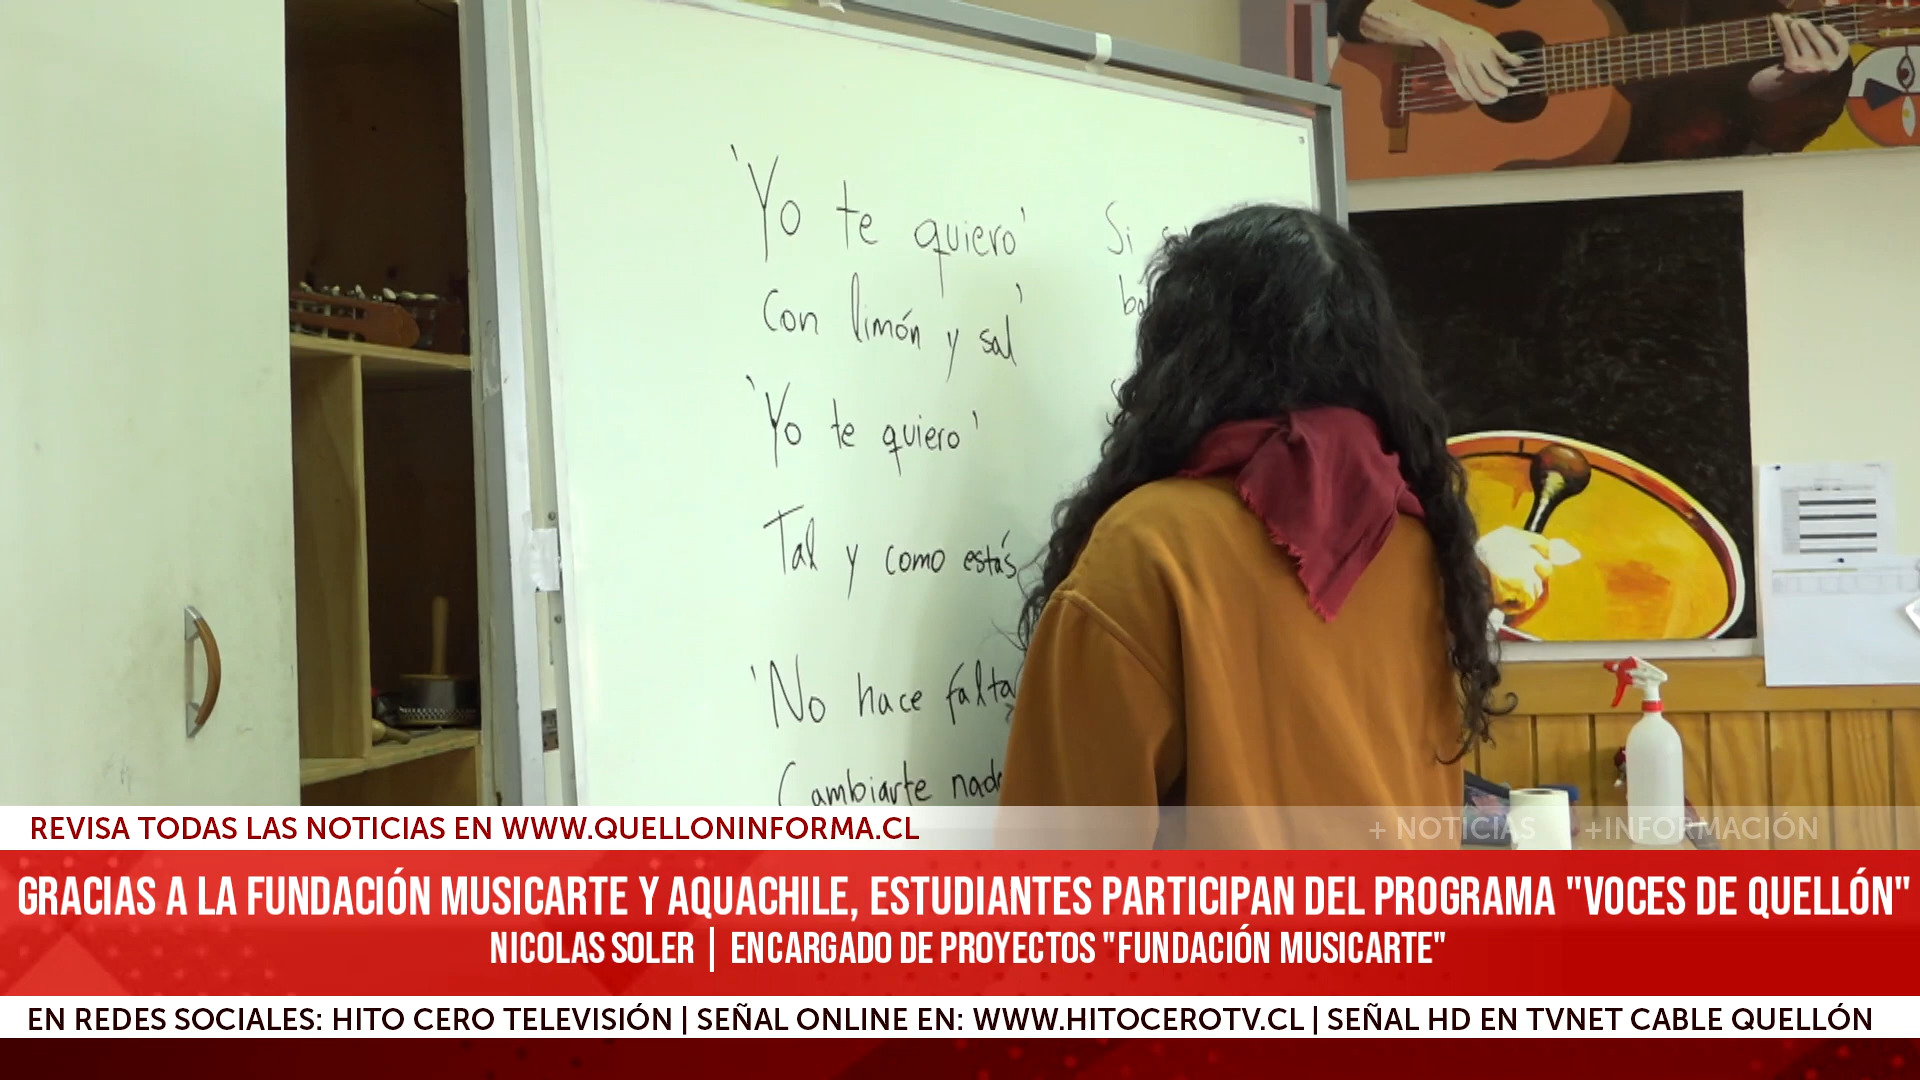 'Yo te quiero'
Con limón y sal'
'Yo te quiero'
Tal y como estás
'No hace falta
Cambiarte nada
Si
REVISA TODAS LAS NOTICIAS EN WWW.QUELLONINFORMA.CL
+ NOTICIAS +INFORMACIÓN
GRACIAS A LA FUNDACIÓN MUSICARTE Y AQUACHILE, ESTUDIANTES PARTICIPAN DEL PROGRAMA "VOCES DE QUELLÓN"
NICOLAS SOLER | ENCARGADO DE PROYECTOS "FUNDACIÓN MUSICARTE"
EN REDES SOCIALES: HITO CERO TELEVISIÓN | SEÑAL ONLINE EN: WWW.HITOCEROTV.CL | SEÑAL HD EN TVNET CABLE QUELLÓN